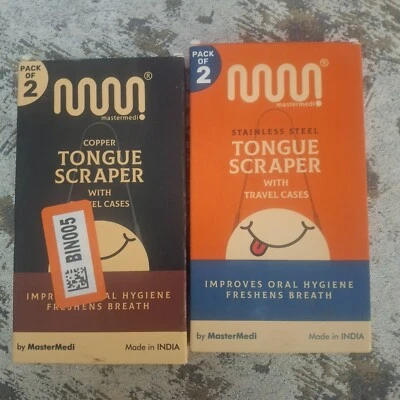 PACK
OF
2
®
mastermedi
COPPER
TONGUE
SCRAPER
WITH
VEL CASES
BIN005
IMPR AL HYGIENE
FRESHENS BREATH
by MasterMedi
Made in INDIA
PACK
OF
2
®
mastermedi
STAINLESS STEEL
TONGUE
SCRAPER
WITH
TRAVEL CASES
IMPROVES ORAL HYGIENE
FRESHENS BREATH
by MasterMedi
Made in INDIA